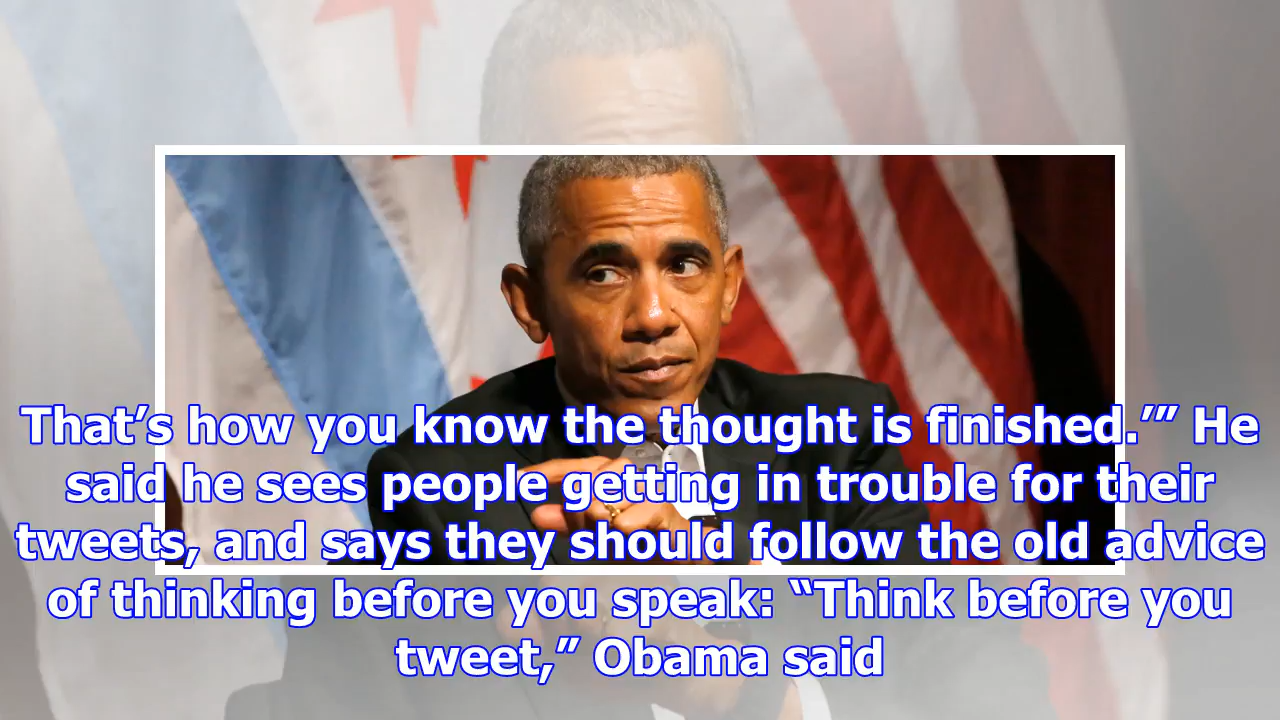 That’s how you know the thought is finished.’” He
said he sees people getting in trouble for their
tweets, and says they should follow the old advice
of thinking before you speak: “Think before you
tweet,” Obama said